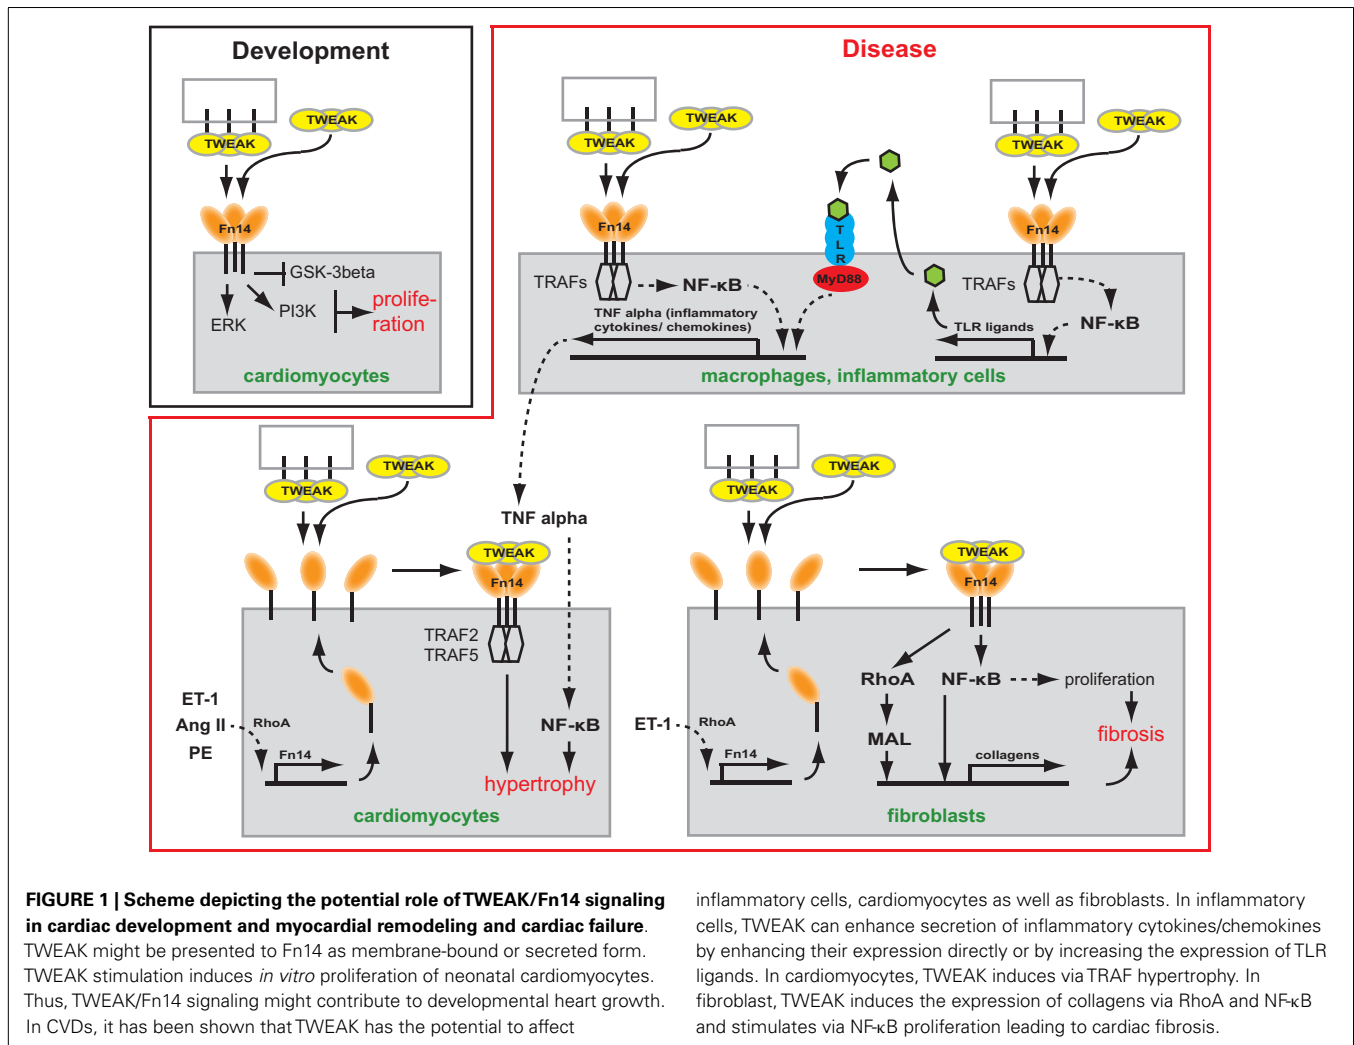 Development
TWEAK
TWEAK
Fn14
GSK-3beta
PI3K
ERK
prolife-
ration
cardiomyocytes
Disease
TWEAK
TWEAK
Fn14
TRAFs
NF-κB
TNF alpha (inflammatory
cytokines/ chemokines)
T
L
R
MyD88
TWEAK
TWEAK
Fn14
TRAFs
TLR ligands
NF-κB
macrophages, inflammatory cells
TWEAK
TWEAK
TNF alpha
TWEAK
Fn14
TRAF2
TRAF5
ET-1
Ang II
PE
RhoA
Fn14
NF-κB
hypertrophy
cardiomyocytes
TWEAK
TWEAK
TWEAK
Fn14
ET-1
RhoA
Fn14
RhoA
NF-κB
proliferation
MAL
collagens
fibrosis
fibroblasts
FIGURE 1 | Scheme depicting the potential role of TWEAK/Fn14 signaling
in cardiac development and myocardial remodeling and cardiac failure.
TWEAK might be presented to Fn14 as membrane-bound or secreted form.
TWEAK stimulation induces in vitro proliferation of neonatal cardiomyocytes.
Thus, TWEAK/Fn14 signaling might contribute to developmental heart growth.
In CVDs, it has been shown that TWEAK has the potential to affect
inflammatory cells, cardiomyocytes as well as fibroblasts. In inflammatory
cells, TWEAK can enhance secretion of inflammatory cytokines/chemokines
by enhancing their expression directly or by increasing the expression of TLR
ligands. In cardiomyocytes, TWEAK induces via TRAF hypertrophy. In
fibroblast, TWEAK induces the expression of collagens via RhoA and NF-κB
and stimulates via NF-κB proliferation leading to cardiac fibrosis.